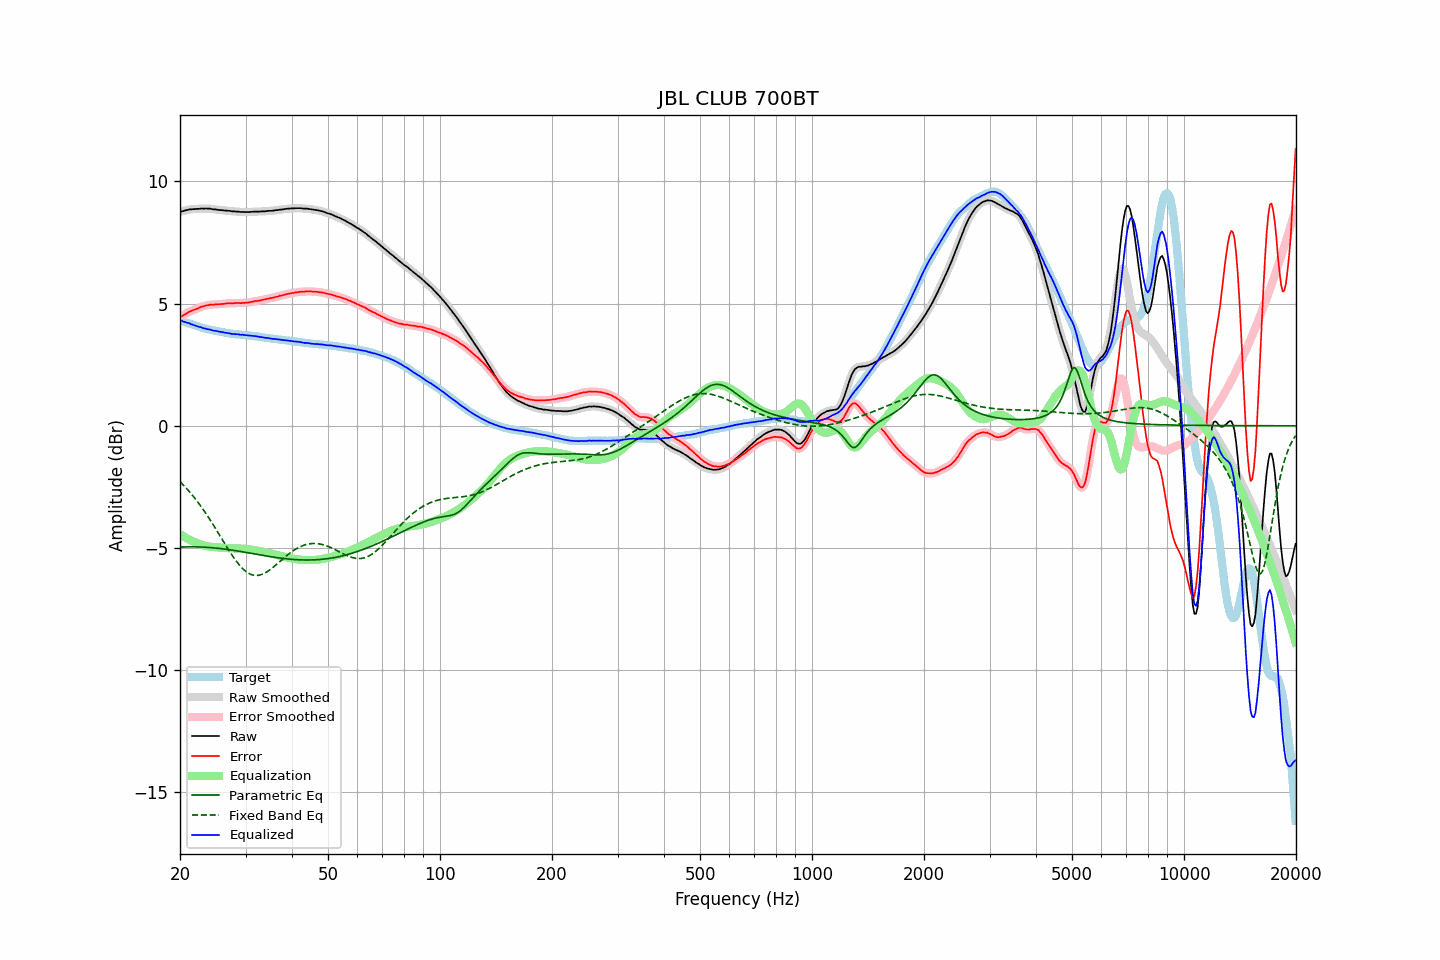 JBL CLUB 700BT
Amplitude (dBr)
10
5
0
−5
−10
−15
Target
Raw Smoothed
Error Smoothed
Raw
Error
Equalization
Parametric Eq
Fixed Band Eq
Equalized
20 50 100 200 500 1000 2000 5000 10000 20000
Frequency (Hz)